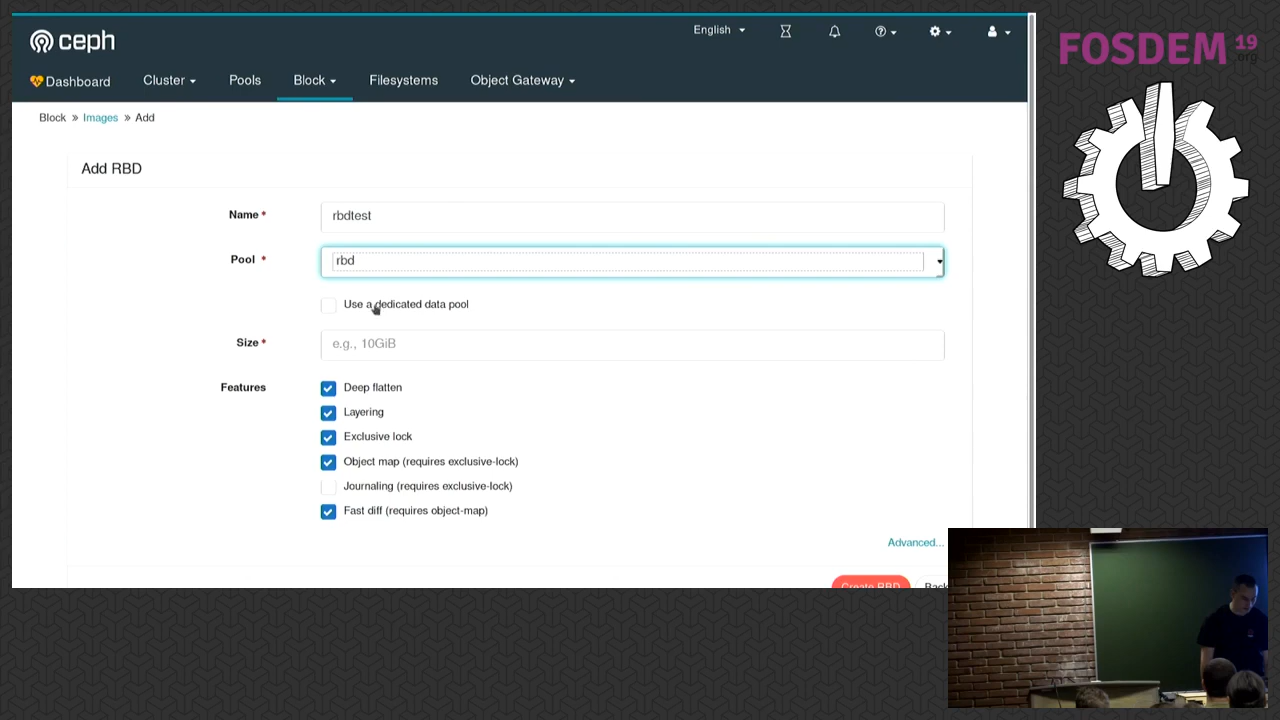 ceph
English
Dashboard
Cluster
Pools
Block
Filesystems
Object Gateway
Block » Images » Add
Add RBD
Name *
rbdtest
Pool *
rbd
Use a dedicated data pool
Size *
e.g., 10GiB
Features
Deep flatten
Layering
Exclusive lock
Object map (requires exclusive-lock)
Journaling (requires exclusive-lock)
Fast diff (requires object-map)
Advanced...
Create RBD
Back
FOSDEM 19
.org